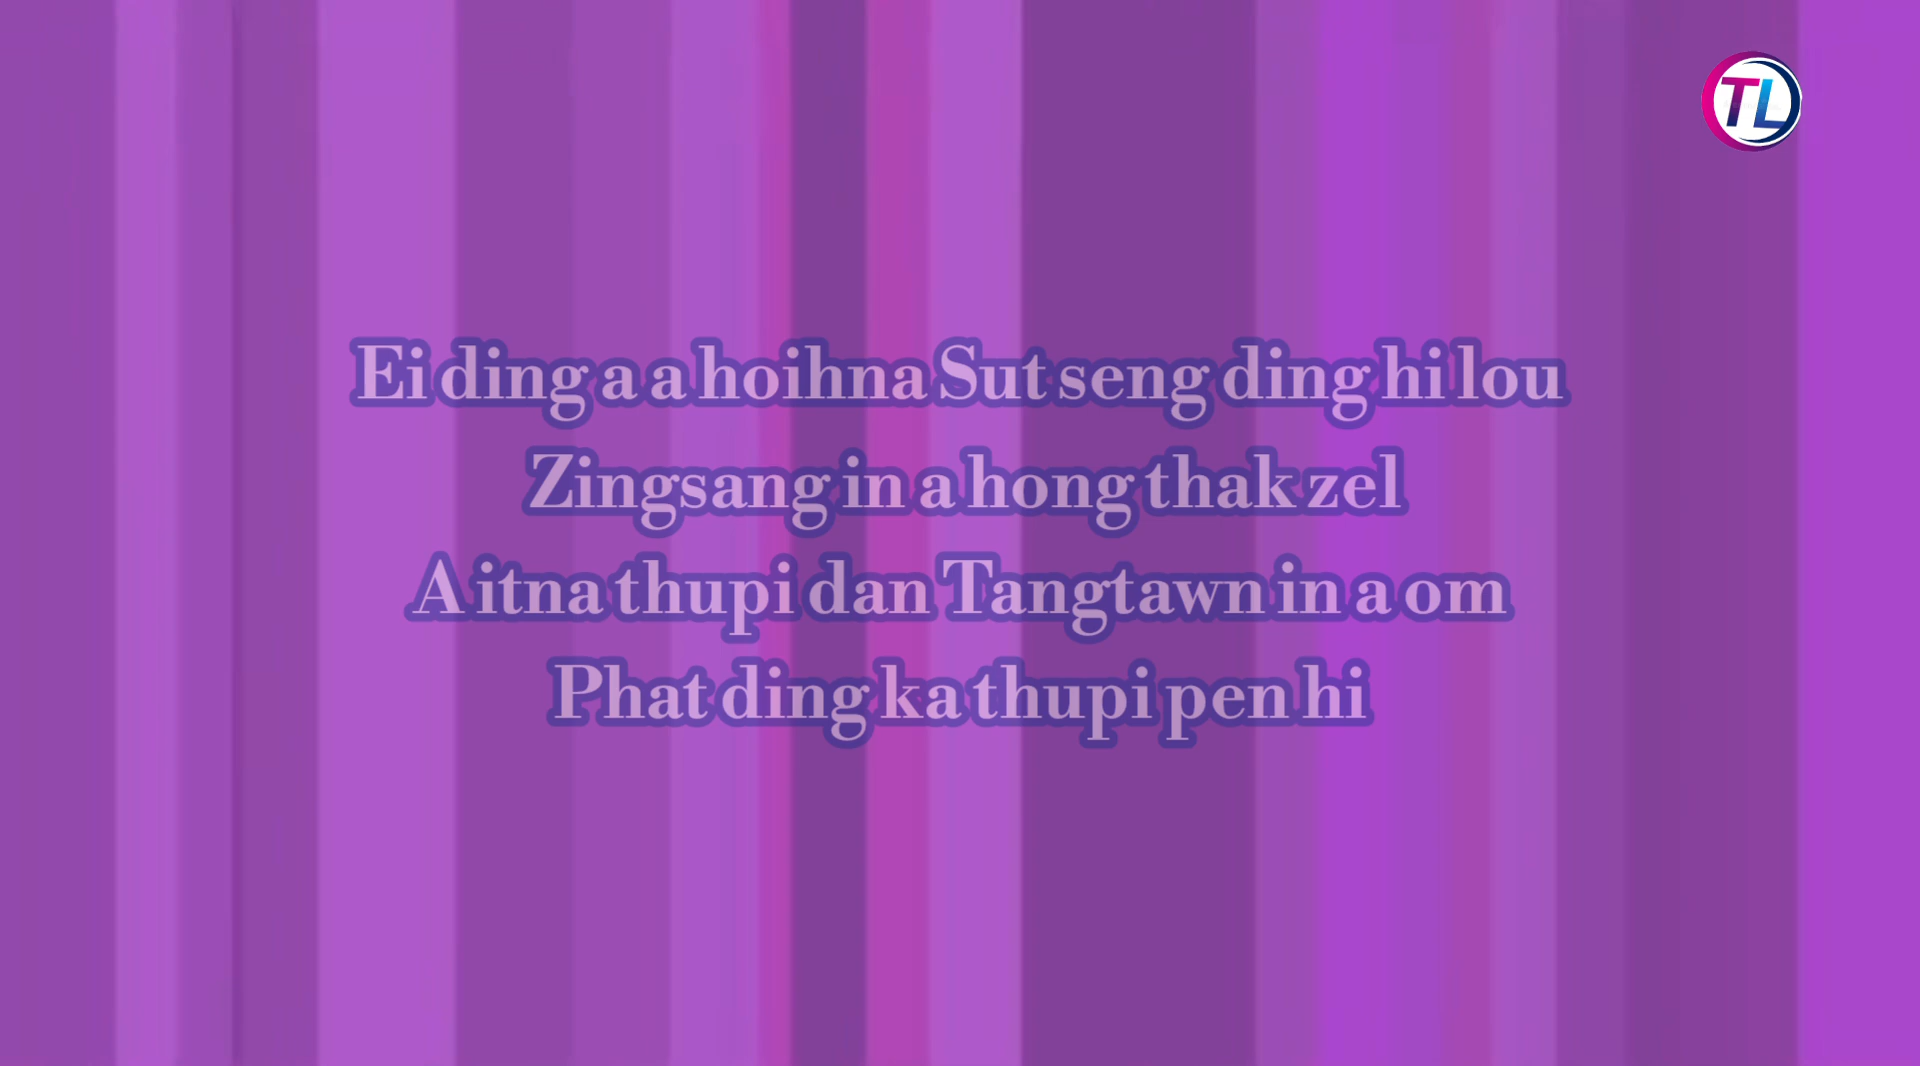 TL
Ei ding a a hoihna Sut seng ding hi lou
Zingsang in a hong thak zel
A itna thupi dan Tangtawn in a om
Phat ding ka thupi pen hi